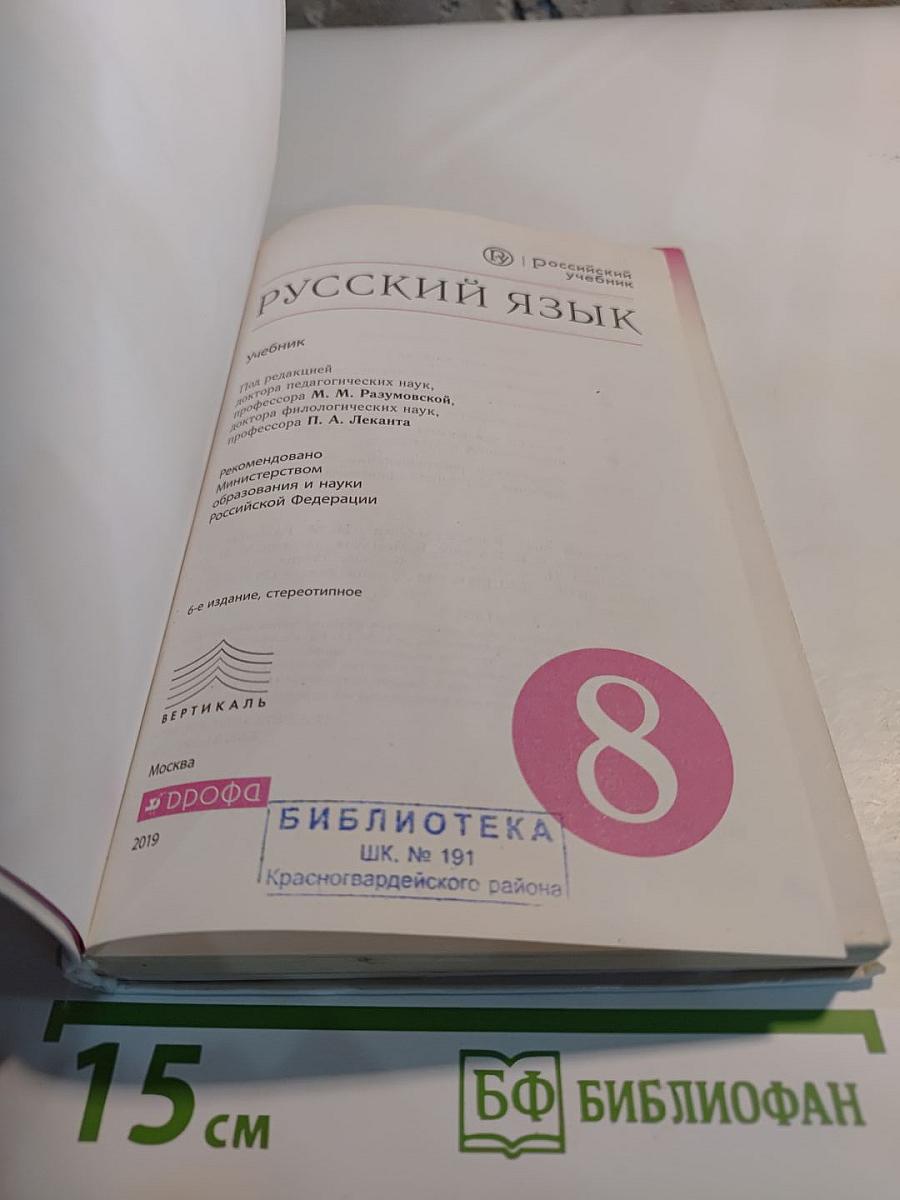 российский
учебник
РУССКИЙ ЯЗЫК
учебник
Под редакцией
доктора педагогических наук,
профессора М. М. Разумовской,
доктора филологических наук,
профессора П. А. Леканта
Рекомендовано
Министерством
образования и науки
Российской Федерации
6-е издание, стереотипное
ВЕРТИКАЛЬ
8
Москва
дрофа
2019
БИБЛИОТЕКА
ШК. № 191
Красногвардейского района
15 см
БФ БИБЛИОФАН